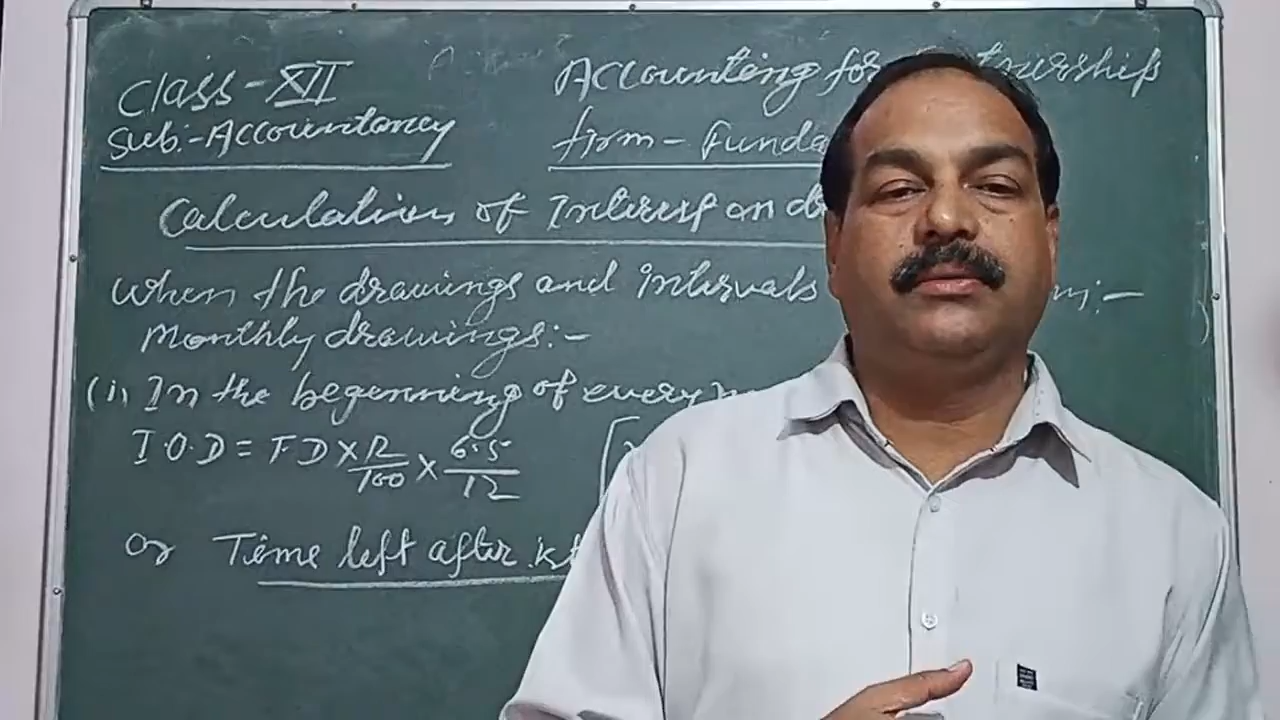 Class-XII
Sub:-Accountancy
Accounting for
firm - Funda
Calculation of Interest on d
When the drawings and Intervals
Monthly drawings:-
(i) In the beginning of every
I.O.D = T.D × R/100 × 6.5/12
Or Time left after